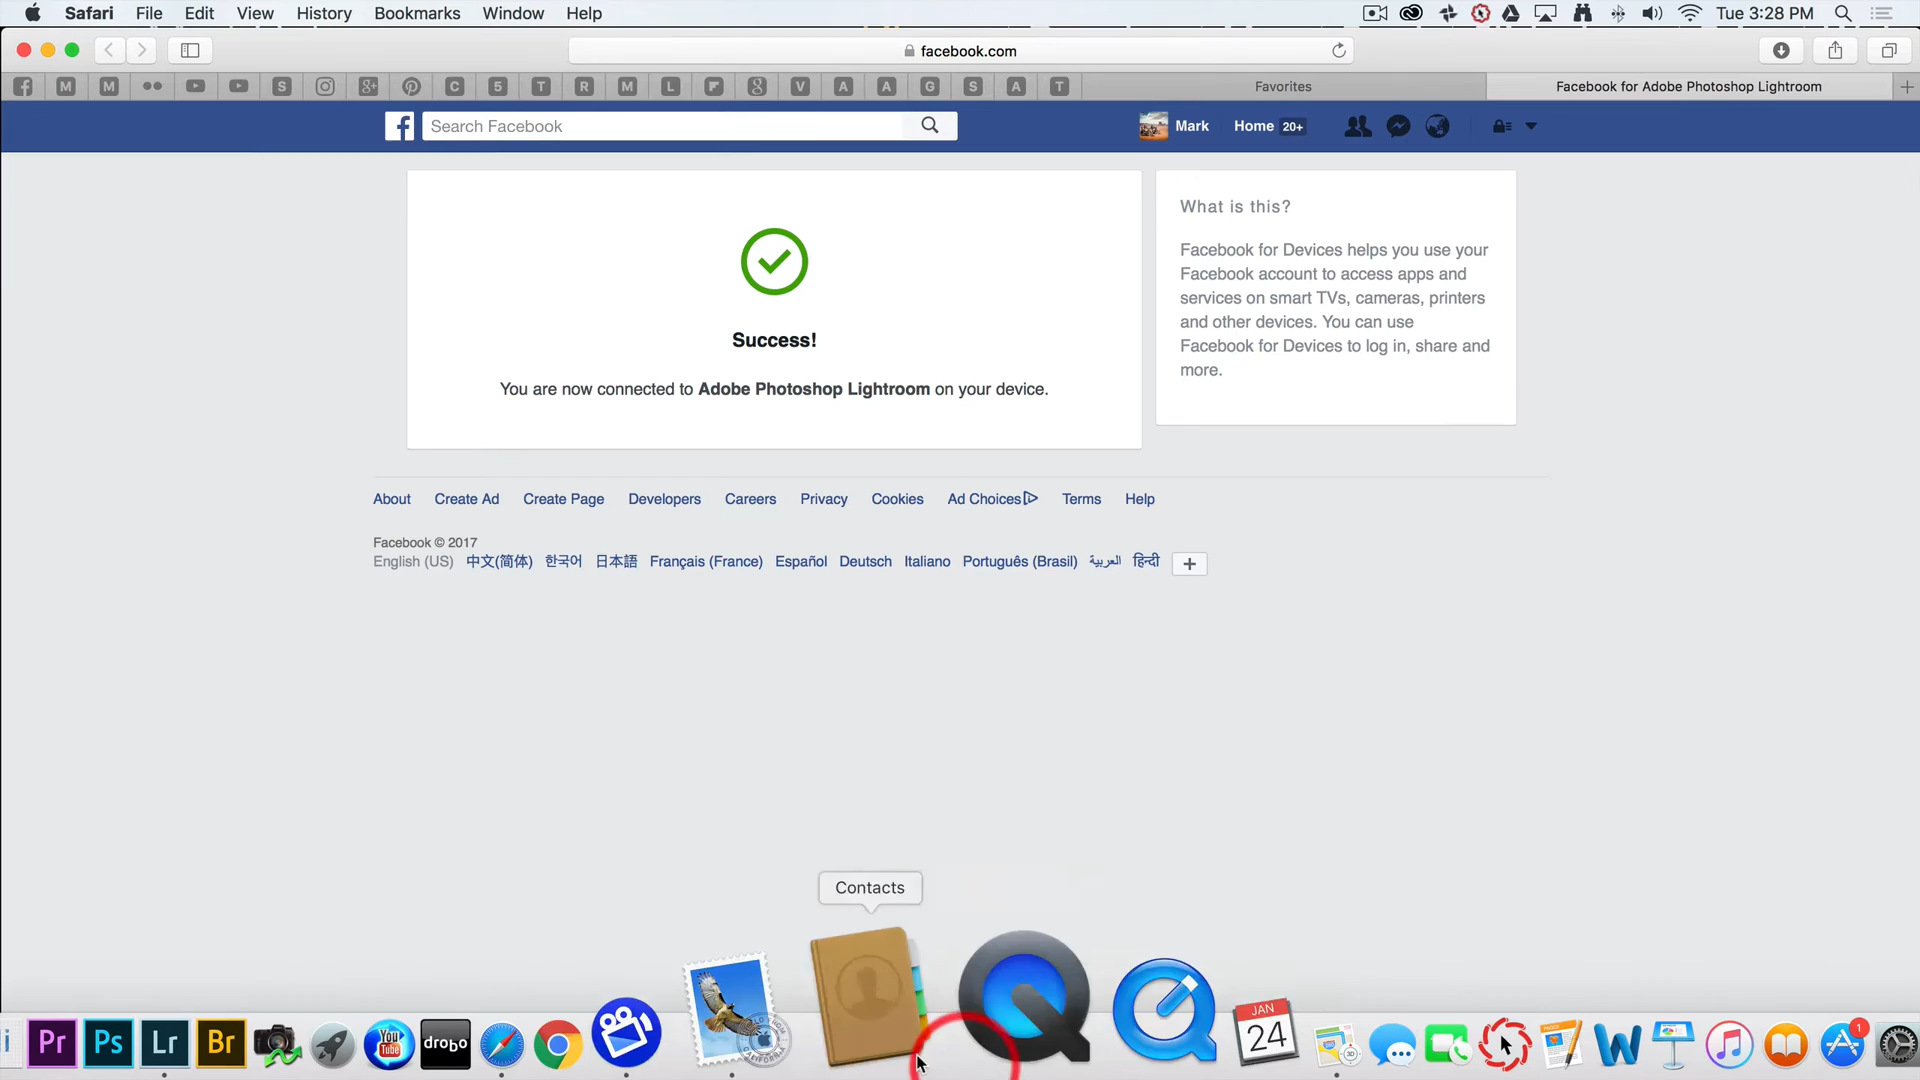 Safari File Edit View History Bookmarks Window Help
Tue 3:28 PM
facebook.com
M M S g+ C 5 T R M L F g V A A G S A T
Favorites
Facebook for Adobe Photoshop Lightroom
Search Facebook
Mark Home 20+
Success!
You are now connected to Adobe Photoshop Lightroom on your device.
What is this?
Facebook for Devices helps you use your
Facebook account to access apps and
services on smart TVs, cameras, printers
and other devices. You can use
Facebook for Devices to log in, share and
more.
About Create Ad Create Page Developers Careers Privacy Cookies Ad Choices Terms Help
Facebook © 2017
English (US) 中文(简体) 한국어 日本語 Français (France) Español Deutsch Italiano Português (Brasil) العربية हिन्दी +
Contacts
Pr Ps Lr Br You Tube drobo
JAN
24
3D
W
1